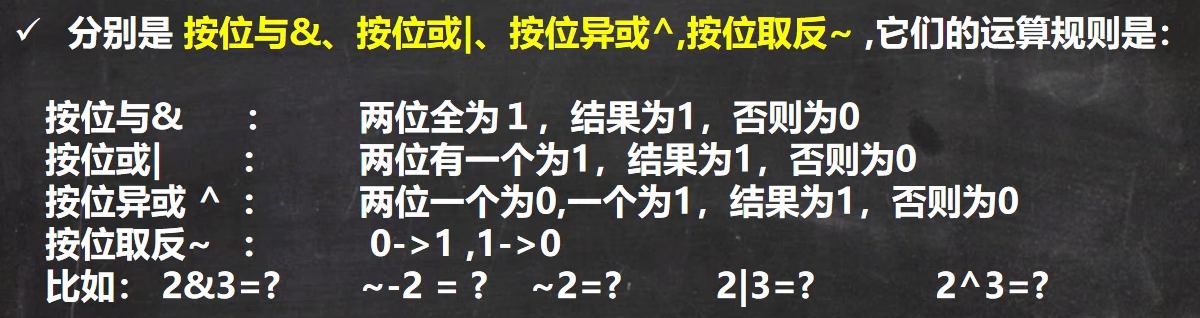 ✓ 分别是 按位与&、按位或|、按位异或^,按位取反~ ,它们的运算规则是：
按位与& ： 两位全为１，结果为1，否则为0
按位或| ： 两位有一个为1，结果为1，否则为0
按位异或 ^ ： 两位一个为0,一个为1，结果为1，否则为0
按位取反~ ： 0->1 ,1->0
比如： 2&3=? ~-2 = ? ~2=? 2|3=? 2^3=?